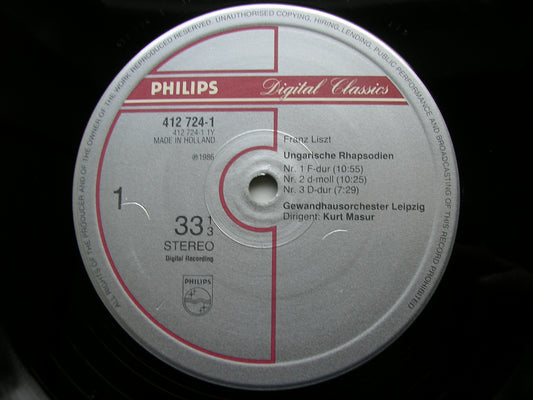 ALL RIGHTS OF THE PRODUCER AND OF THE OWNER OF THE WORK REPRODUCED RESERVED. UNAUTHORISED COPYING, HIRING, LENDING, PUBLIC PERFORMANCE AND BROADCASTING OF THIS RECORD PROHIBITED
PHILIPS Digital Classics
412 724-1
412 724-1 1Y
MADE IN HOLLAND
℗1986
1
33 1/3
STEREO
Digital Recording
PHILIPS
Franz Liszt
Ungarische Rhapsodien
Nr. 1 F-dur (10:55)
Nr. 2 d-moll (10:25)
Nr. 3 D-dur (7:29)
Gewandhausorchester Leipzig
Dirigent: Kurt Masur